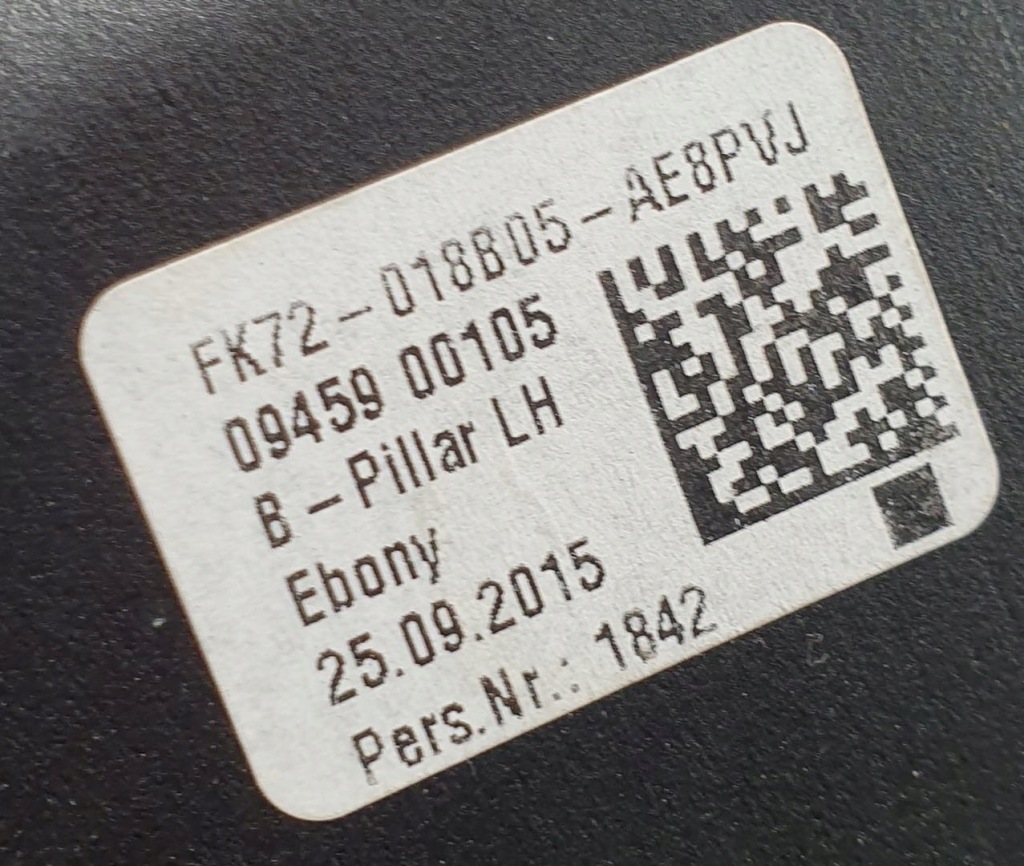 FK72-018B05-AE8PVJ
09459 00105
B-Pillar LH
Ebony
25.09.2015
Pers.Nr.: 1842